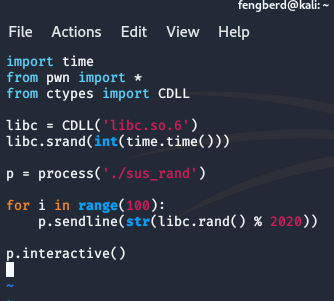 fengberd@kali: ~
File Actions Edit View Help
import time
from pwn import *
from ctypes import CDLL
libc = CDLL('libc.so.6')
libc.srand(int(time.time()))
p = process('./sus_rand')
for i in range(100):
    p.sendline(str(libc.rand() % 2020))
p.interactive()
~
~